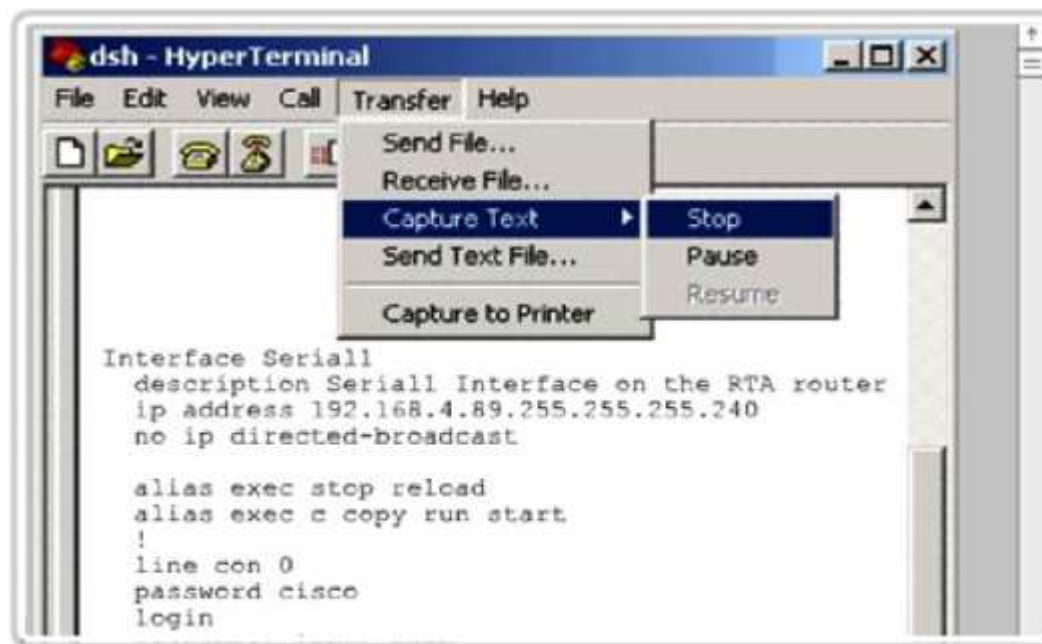 dsh - HyperTerminal
File Edit View Call Transfer Help
Send File...
Receive File...
Capture Text
Send Text File...
Capture to Printer
Stop
Pause
Resume
Interface Serial1
description Serial1 Interface on the RTA router
ip address 192.168.4.89.255.255.255.240
no ip directed-broadcast
alias exec stop reload
alias exec c copy run start
!
line con 0
password cisco
login